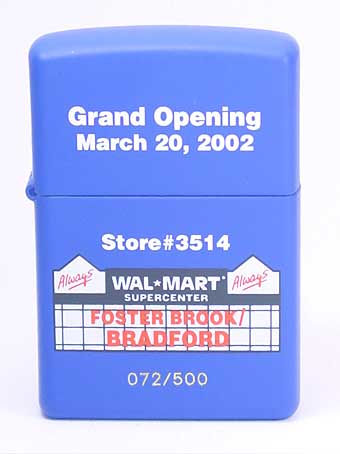 Grand Opening
March 20, 2002
Store#3514
Always Always
WAL★MART
SUPERCENTER
FOSTER BROOK/
BRADFORD
072/500